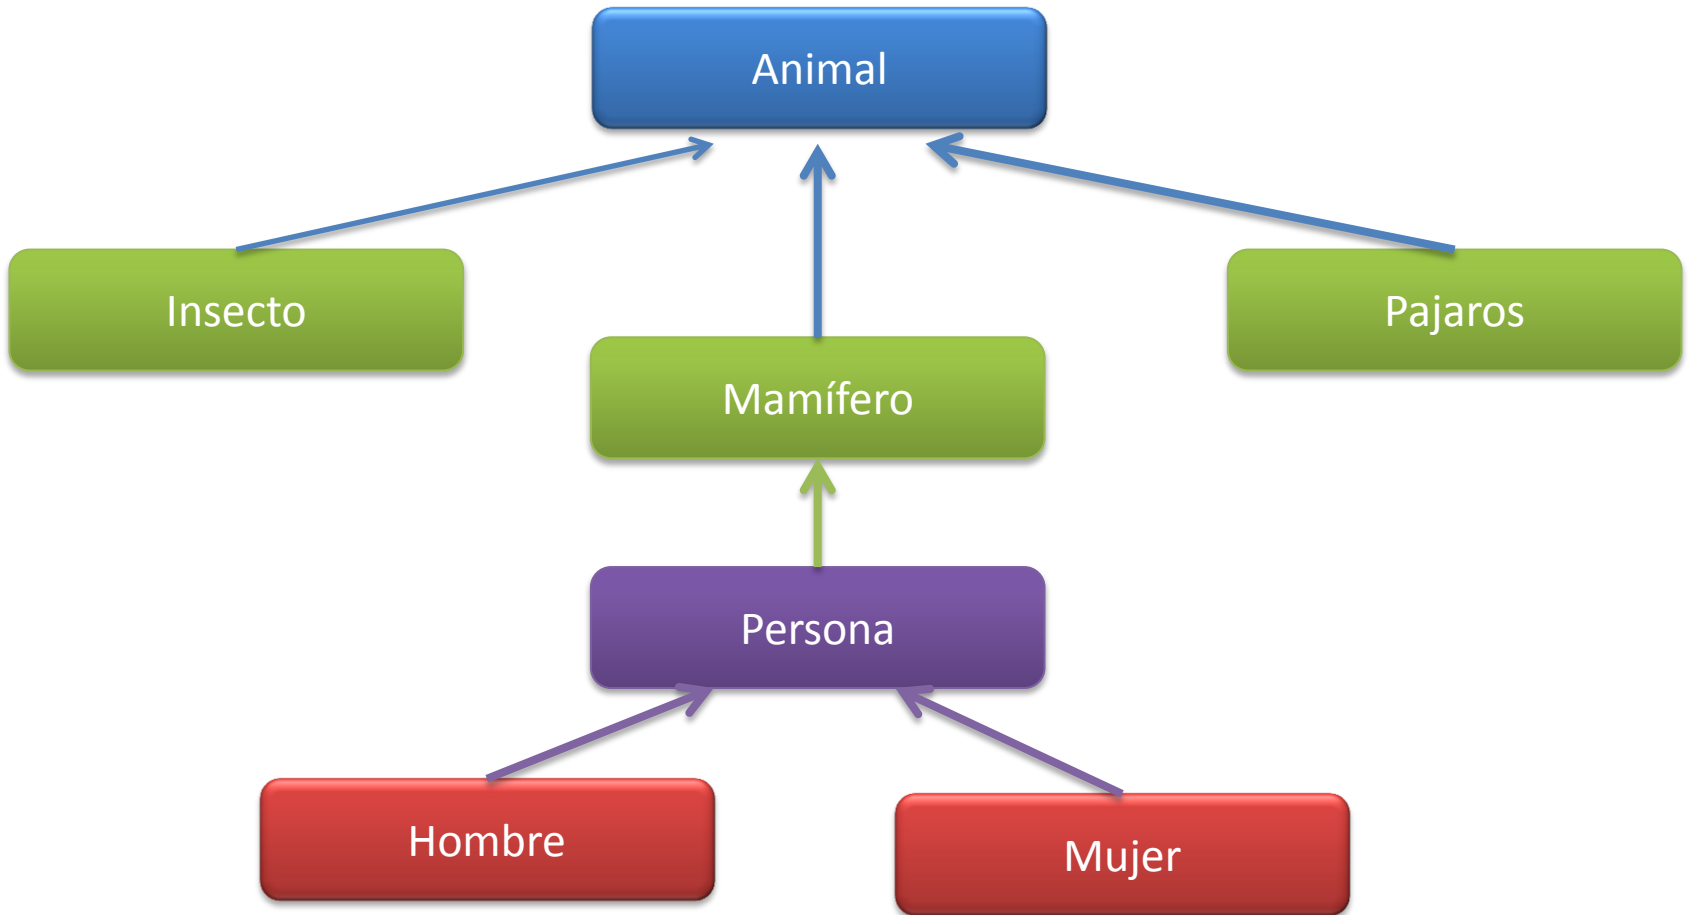 Animal
Insecto
Pajaros
Mamífero
Persona
Hombre
Mujer